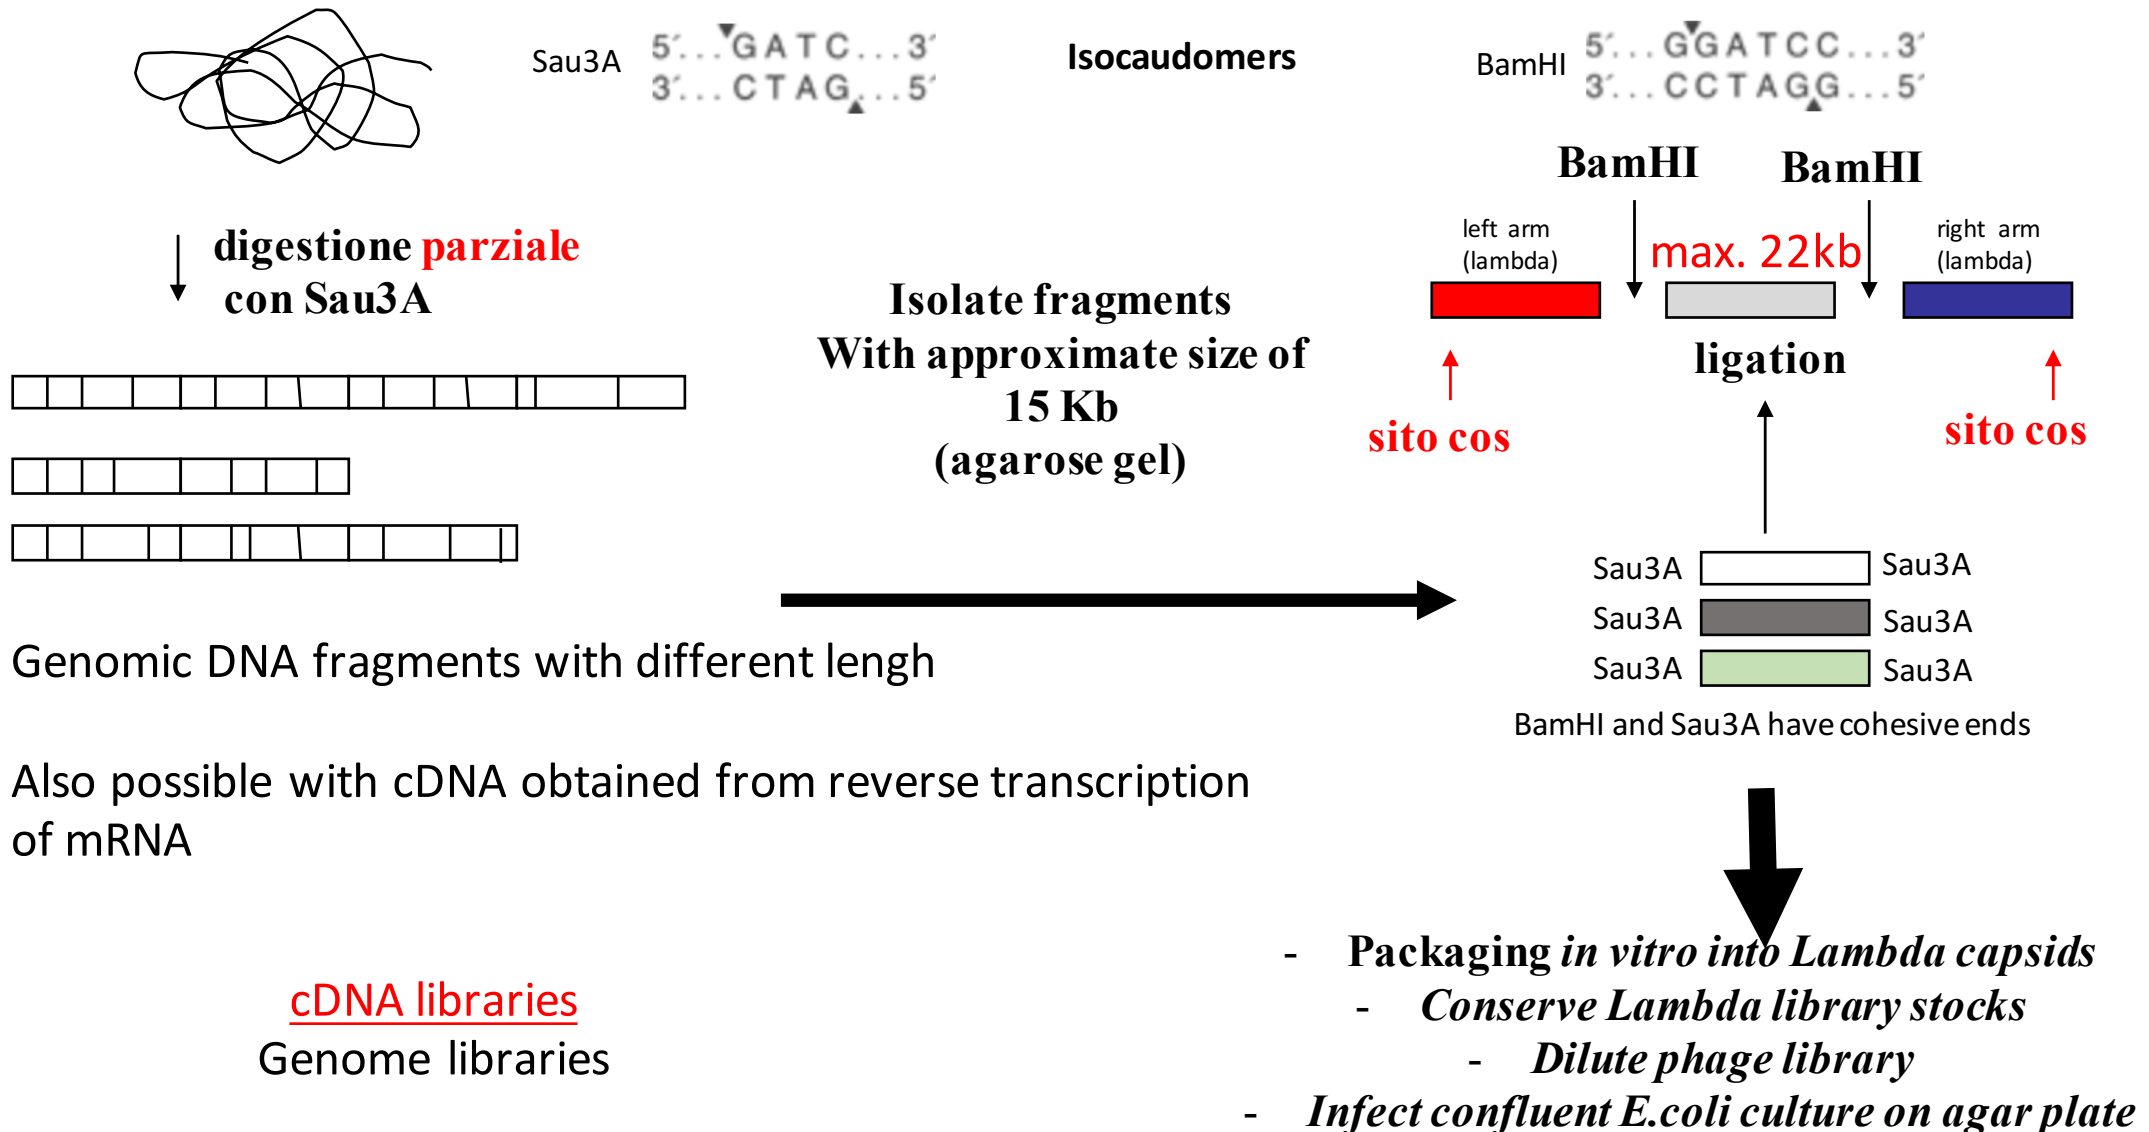 Sau3A
5´...GATC...3´
3´...CTAG...5´
Isocaudomers
BamHI
5´...GGATCC...3´
3´...CCTAGG...5´
BamHI
BamHI
digestione parziale
con Sau3A
left arm
(lambda)
max. 22kb
right arm
(lambda)
Isolate fragments
With approximate size of
15 Kb
(agarose gel)
ligation
sito cos
sito cos
Sau3A
Sau3A
Sau3A
Sau3A
Sau3A
Sau3A
BamHI and Sau3A have cohesive ends
Genomic DNA fragments with different lengh
Also possible with cDNA obtained from reverse transcription
of mRNA
cDNA libraries
Genome libraries
- Packaging in vitro into Lambda capsids
- Conserve Lambda library stocks
- Dilute phage library
- Infect confluent E.coli culture on agar plate